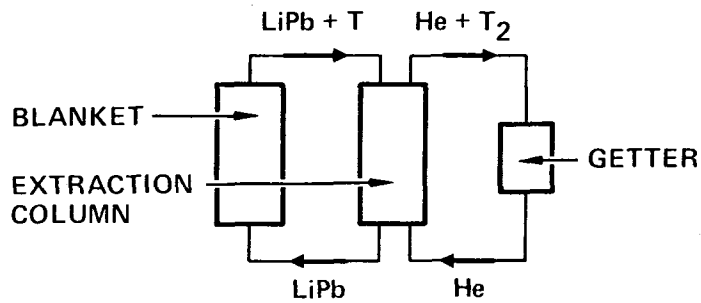 LiPb + T
He + T2
BLANKET
GETTER
EXTRACTION
COLUMN
LiPb
He